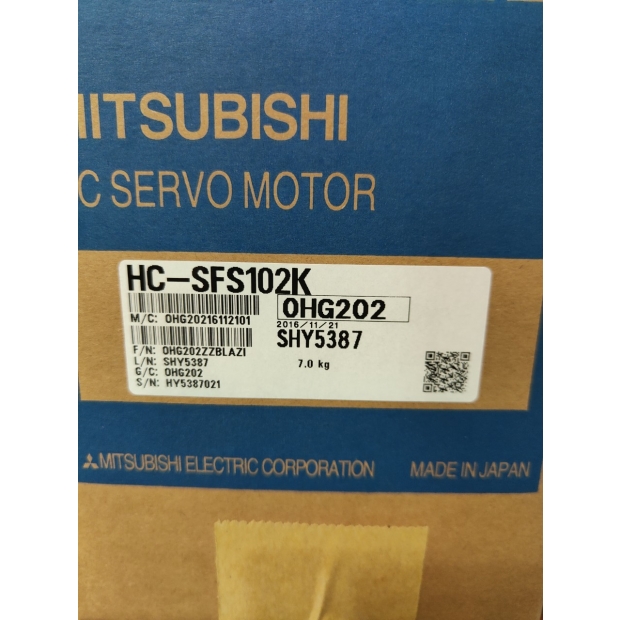 MITSUBISHI
C SERVO MOTOR
HC-SFS102K
OHG202
M/C: OHG20216112101
2016/11/21
SHY5387
F/N: OHG202ZZBLAZI
L/N: SHY5387
7.0 kg
G/C: OHG202
S/N: HY5387021
MITSUBISHI ELECTRIC CORPORATION
MADE IN JAPAN